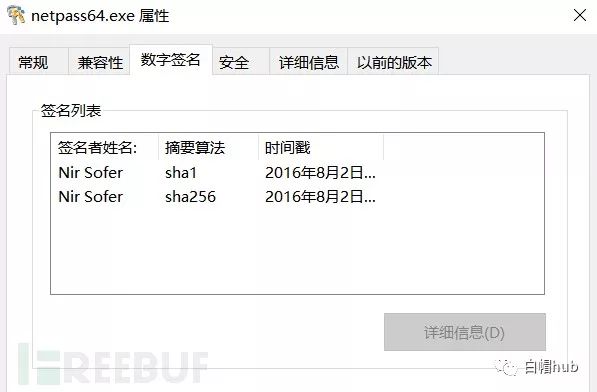 netpass64.exe 属性
常规 兼容性 数字签名 安全 详细信息 以前的版本
签名列表
签名者姓名: 摘要算法 时间戳
Nir Sofer sha1 2016年8月2日...
Nir Sofer sha256 2016年8月2日...
详细信息(D)
REEBUF
白帽hub